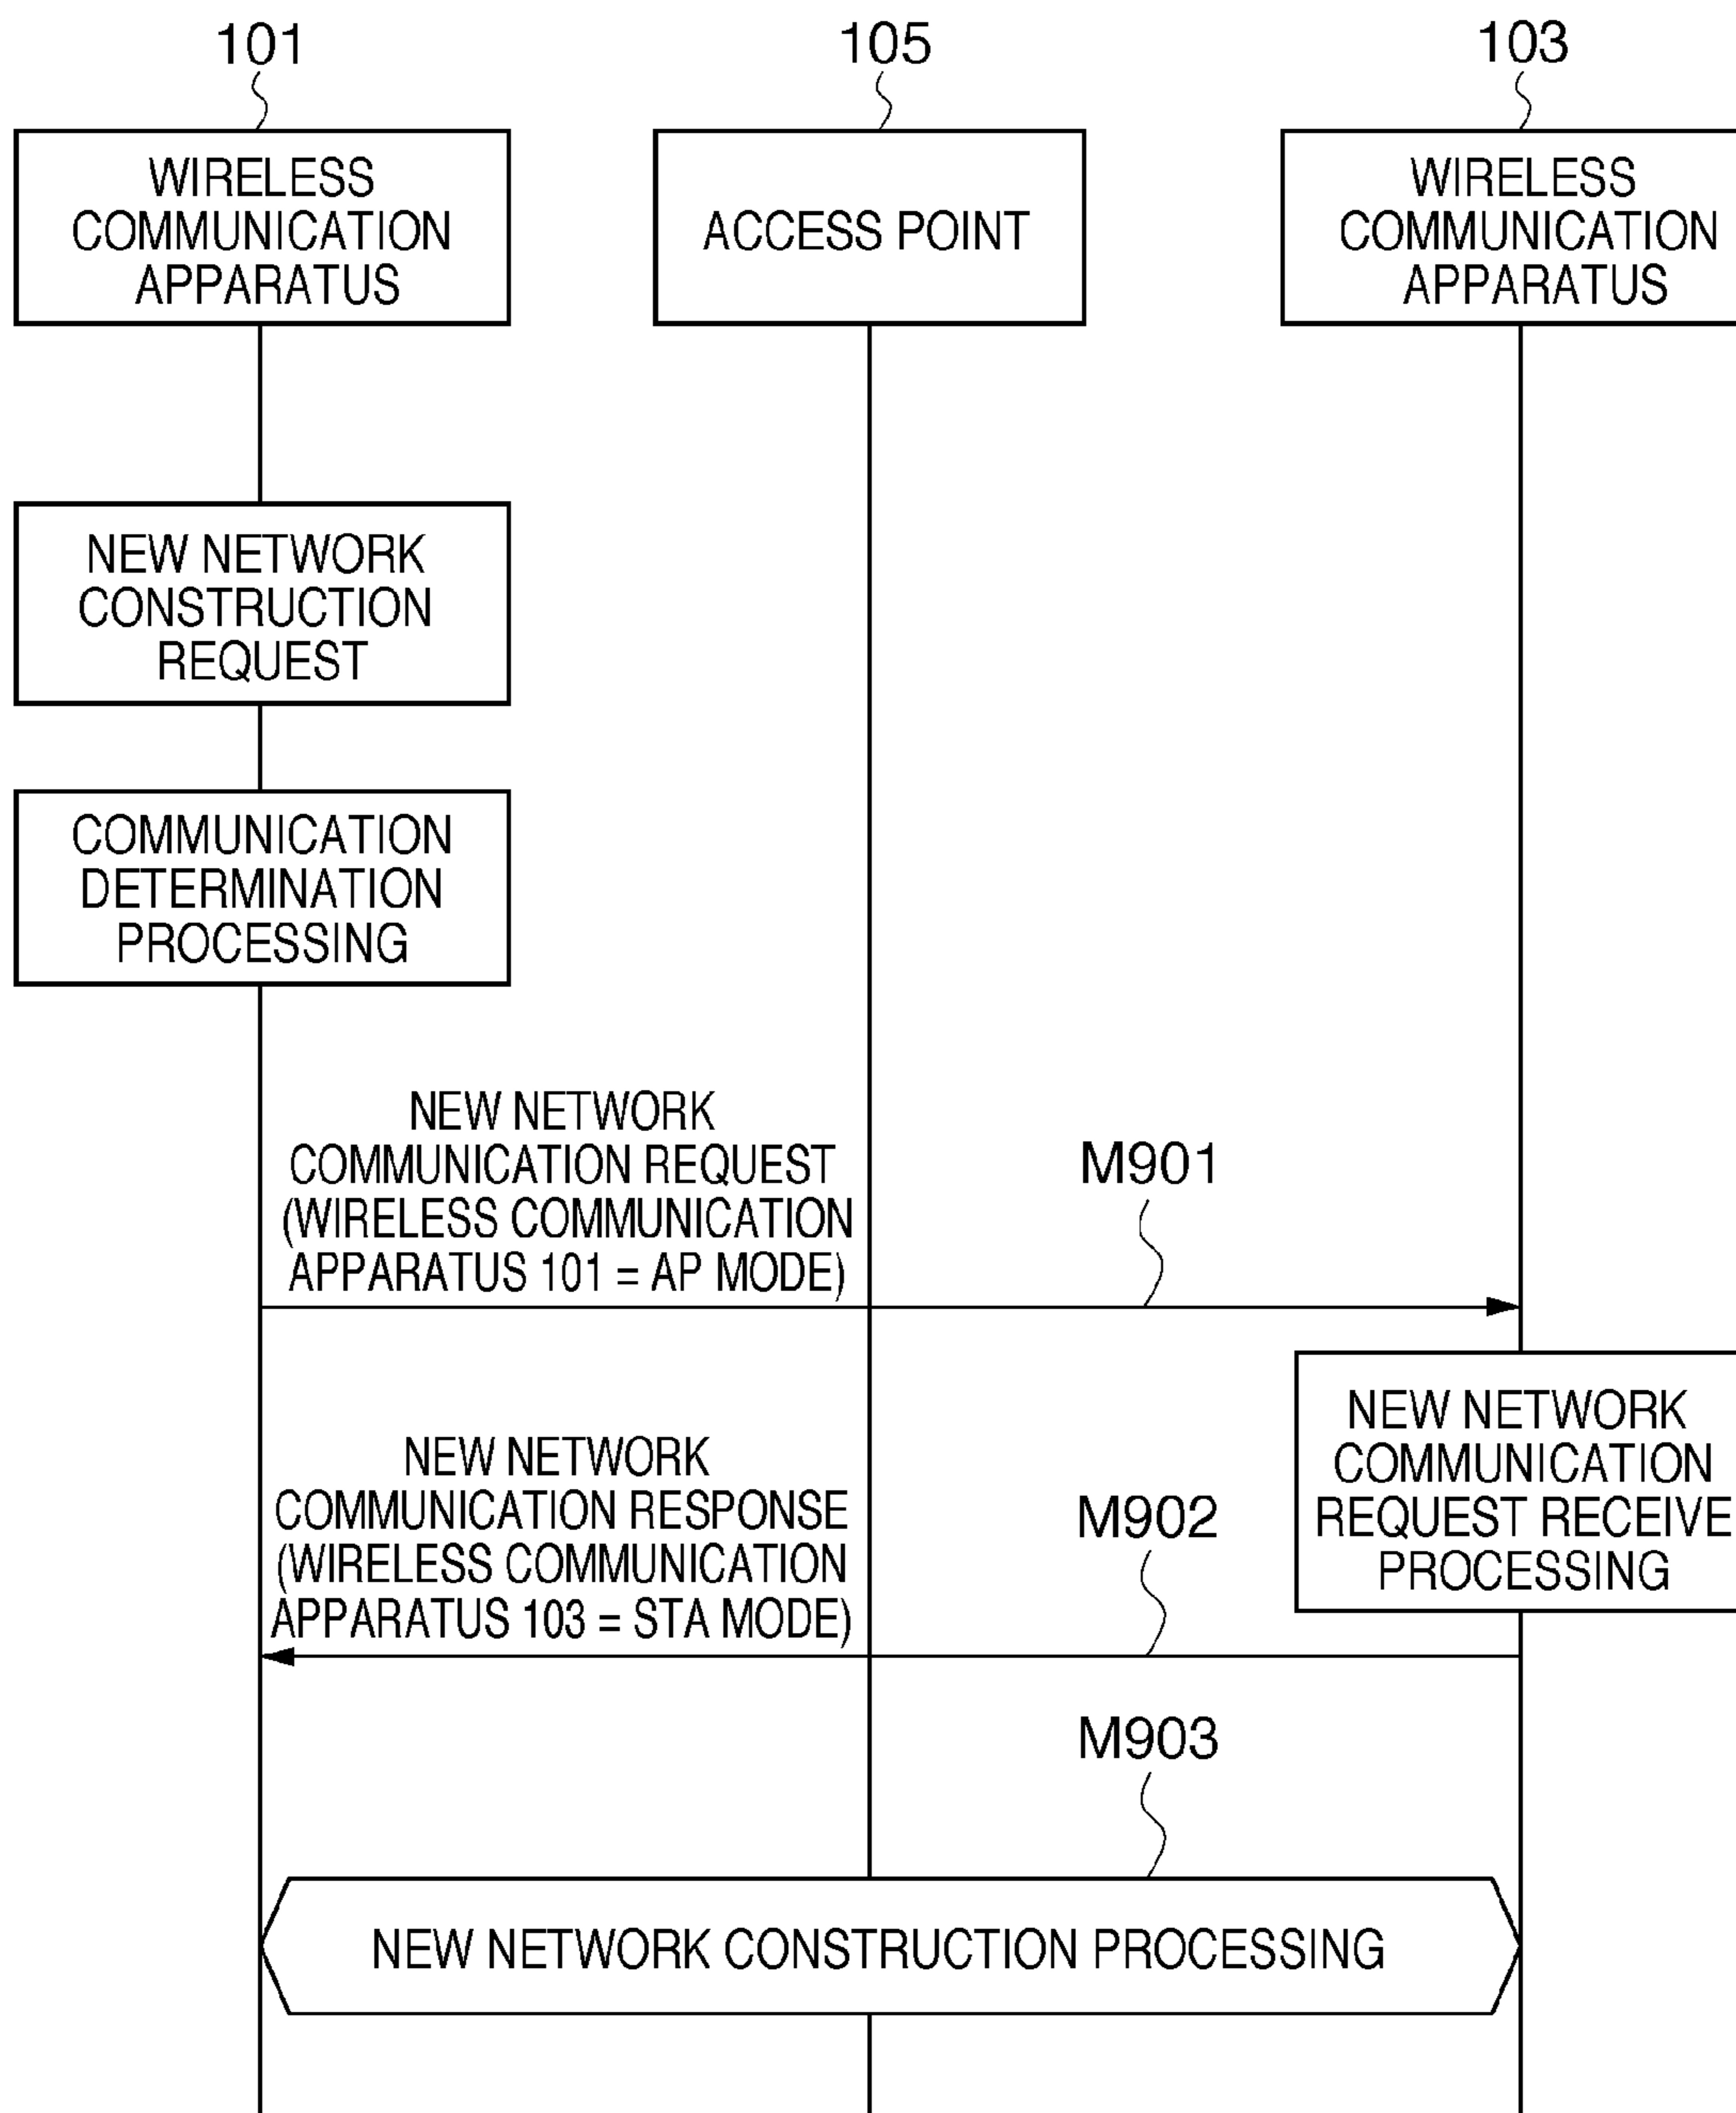 101
105
103
WIRELESS
COMMUNICATION
APPARATUS
ACCESS POINT
WIRELESS
COMMUNICATION
APPARATUS
NEW NETWORK
CONSTRUCTION
REQUEST
COMMUNICATION
DETERMINATION
PROCESSING
NEW NETWORK
COMMUNICATION REQUEST
(WIRELESS COMMUNICATION
APPARATUS 101 = AP MODE)
M901
NEW NETWORK
COMMUNICATION
REQUEST RECEIVE
PROCESSING
NEW NETWORK
COMMUNICATION RESPONSE
(WIRELESS COMMUNICATION
APPARATUS 103 = STA MODE)
M902
M903
NEW NETWORK CONSTRUCTION PROCESSING